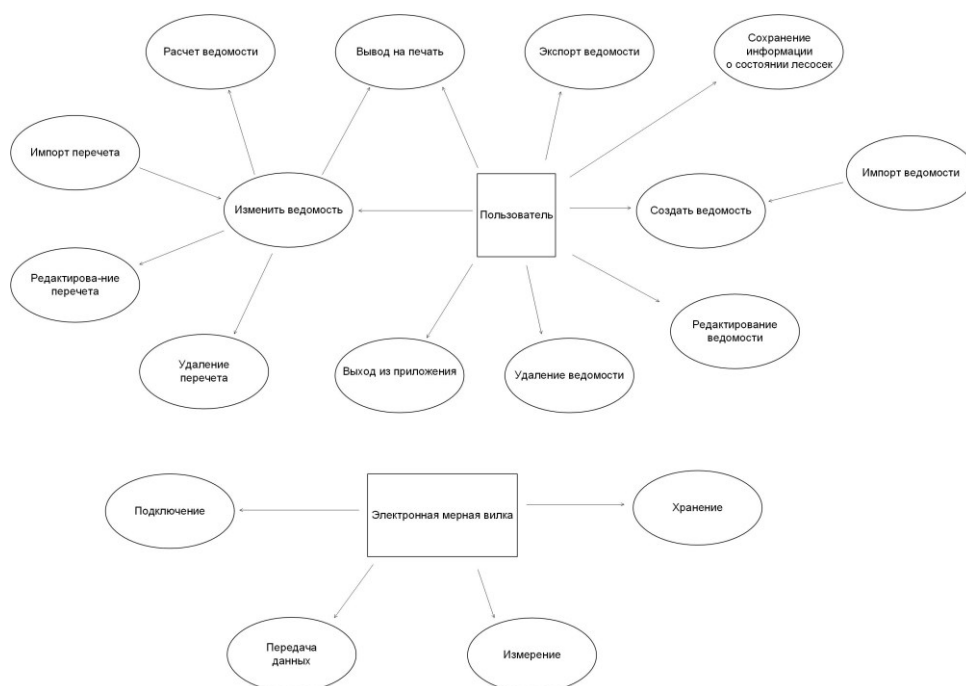 Расчет ведомости
Вывод на печать
Экспорт ведомости
Сохранение
информации
о состоянии лесосек
Импорт перечета
Импорт ведомости
Изменить ведомость
Пользователь
Создать ведомость
Редактирова-ние
перечета
Редактирование
ведомости
Удаление
перечета
Выход из приложения
Удаление ведомости
Подключение
Электронная мерная вилка
Хранение
Передача
данных
Измерение